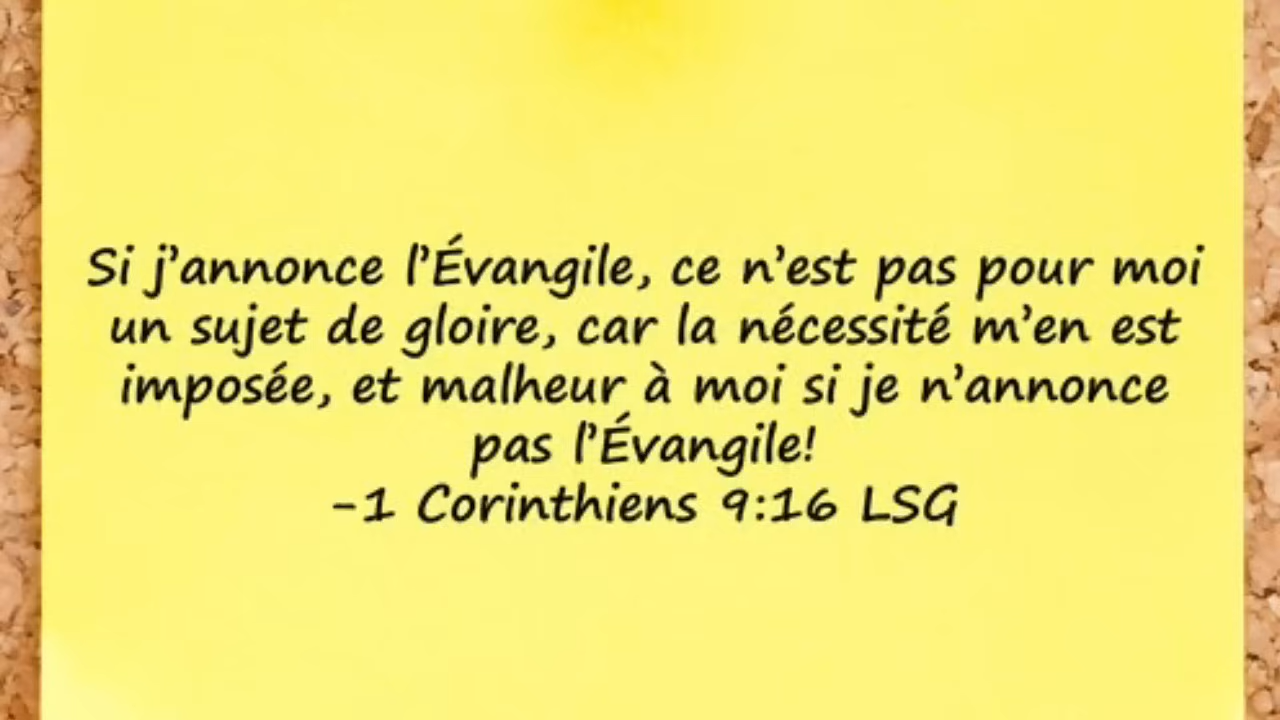 Si j’annonce l’Évangile, ce n’est pas pour moi
un sujet de gloire, car la nécessité m’en est
imposée, et malheur à moi si je n’annonce
pas l’Évangile!
-1 Corinthiens 9:16 LSG